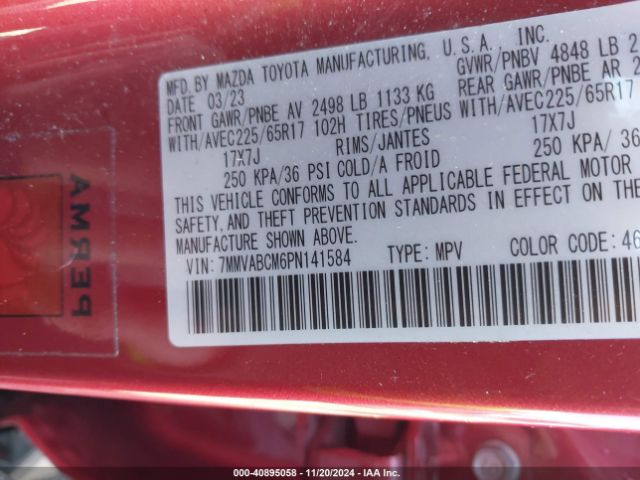 MFD. BY MAZDA TOYOTA MANUFACTURING, U.S.A., INC.
DATE 03/23 GVWR/PNBV 4848 LB 2
FRONT GAWR/PNBE AV 2498 LB 1133 KG REAR GAWR/PNBE AR 2
WITH/AVEC225/65R17 102H TIRES/PNEUS WITH/AVEC225/65R17
17X7J RIMS/JANTES 17X7J
250 KPA/36 PSI COLD/A FROID 250 KPA/ 36
THIS VEHICLE CONFORMS TO ALL APPLICABLE FEDERAL MOTOR
SAFETY, AND THEFT PREVENTION STANDARDS IN EFFECT ON THE
MANUFACTURE SHOWN ABOVE.
VIN: 7MMVABCM6PN141584 TYPE: MPV COLOR CODE: 46
PERMA
000-40895058 - 11/20/2024 - IAA Inc.